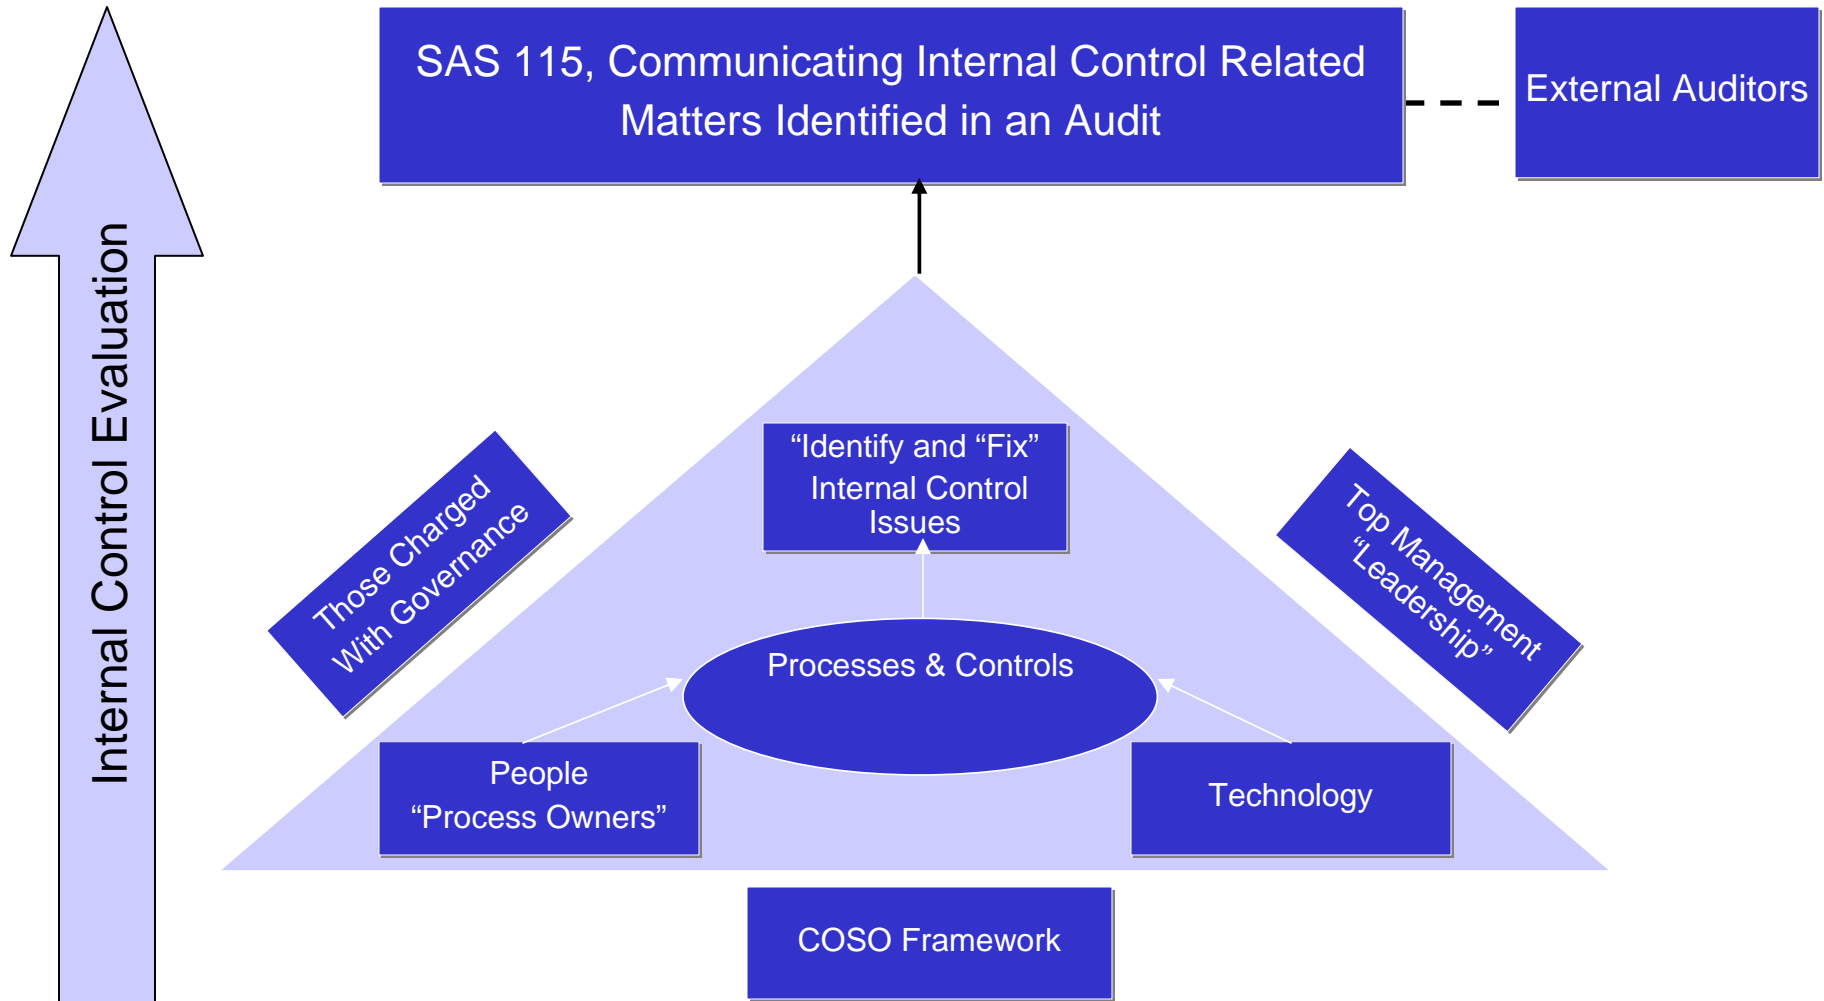 SAS 115, Communicating Internal Control Related
Matters Identified in an Audit
External Auditors
Internal Control Evaluation
“Identify and “Fix”
Internal Control
Issues
Those Charged
With Governance
Top Management
“Leadership”
Processes & Controls
People
“Process Owners”
Technology
COSO Framework